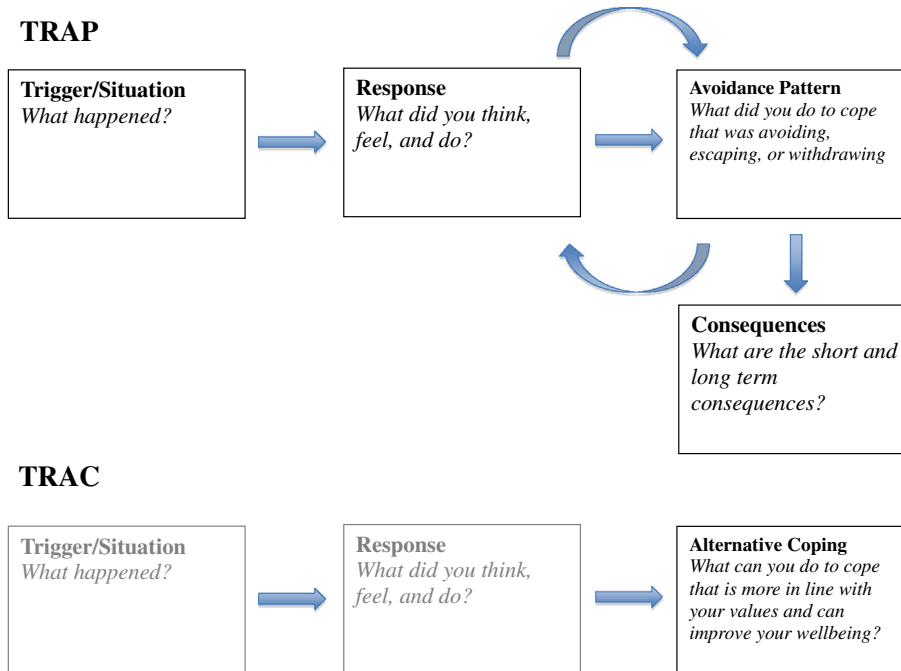 TRAP
Trigger/Situation
What happened?
Response
What did you think,
feel, and do?
Avoidance Pattern
What did you do to cope
that was avoiding,
escaping, or withdrawing
Consequences
What are the short and
long term
consequences?
TRAC
Trigger/Situation
What happened?
Response
What did you think,
feel, and do?
Alternative Coping
What can you do to cope
that is more in line with
your values and can
improve your wellbeing?